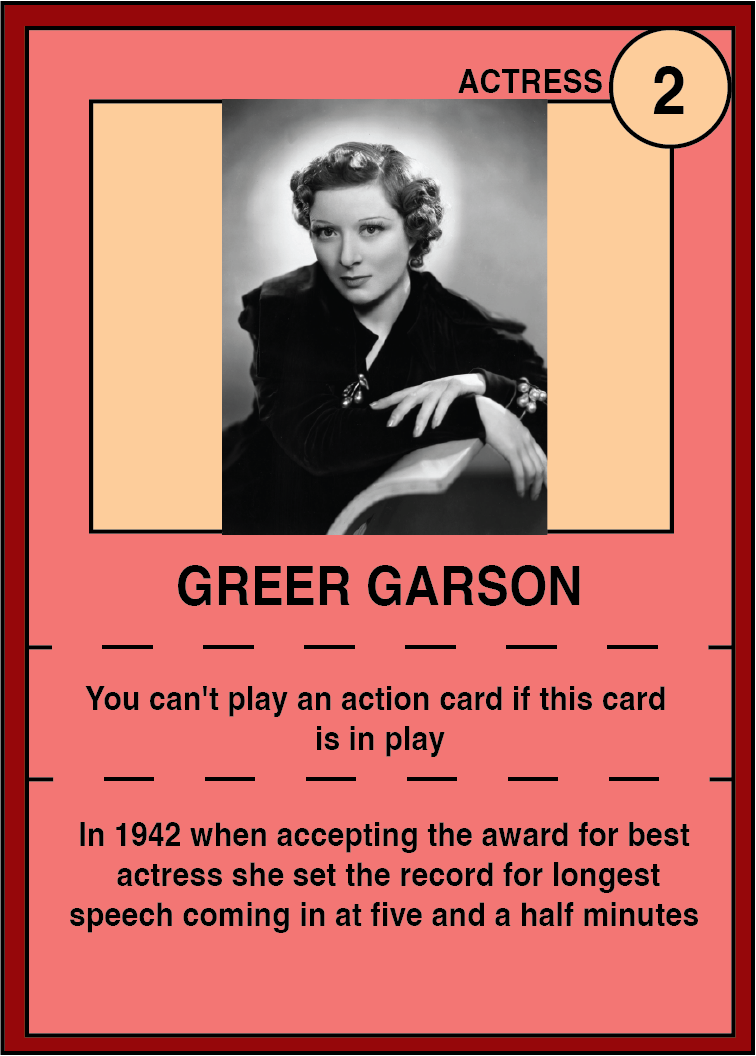 ACTRESS
2
GREER GARSON
You can't play an action card if this card
is in play
In 1942 when accepting the award for best
actress she set the record for longest
speech coming in at five and a half minutes